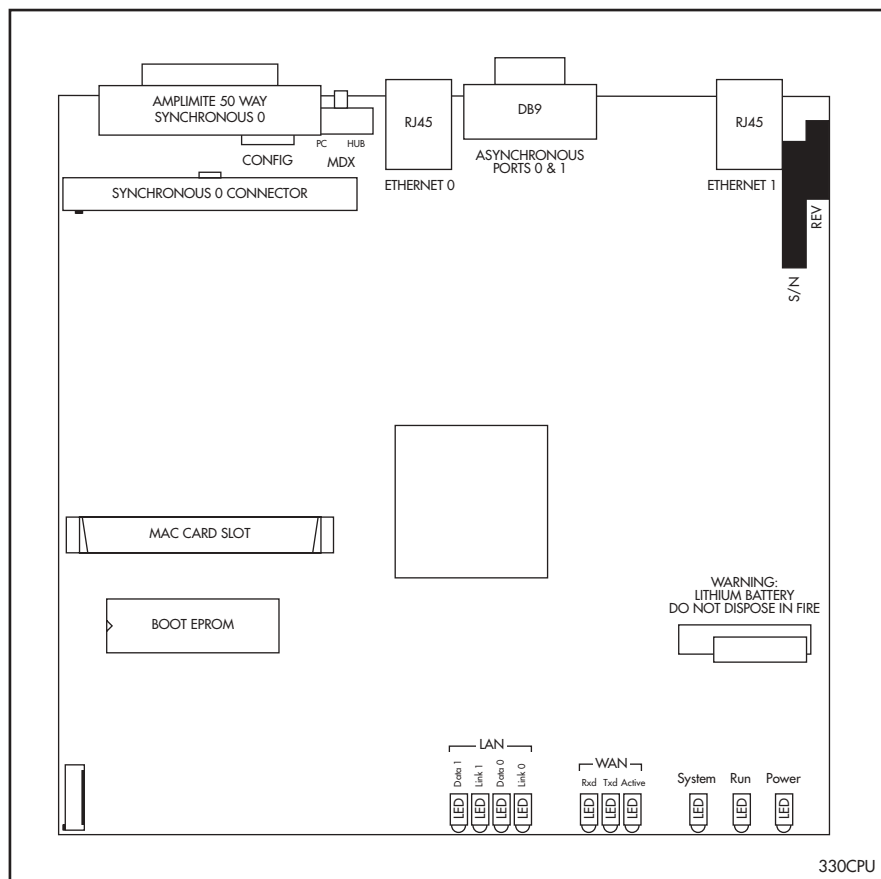 AMPLIMITE 50 WAY
SYNCHRONOUS 0
CONFIG
PC HUB
MDX
RJ45
ETHERNET 0
DB9
ASYNCHRONOUS
PORTS 0 & 1
RJ45
ETHERNET 1
REV
S/N
SYNCHRONOUS 0 CONNECTOR
MAC CARD SLOT
BOOT EPROM
WARNING:
LITHIUM BATTERY
DO NOT DISPOSE IN FIRE
LAN
Data 1
Link 1
Data 0
Link 0
LED LED LED LED
WAN
Rxd Txd Active
LED LED LED
System Run Power
LED LED LED
330CPU